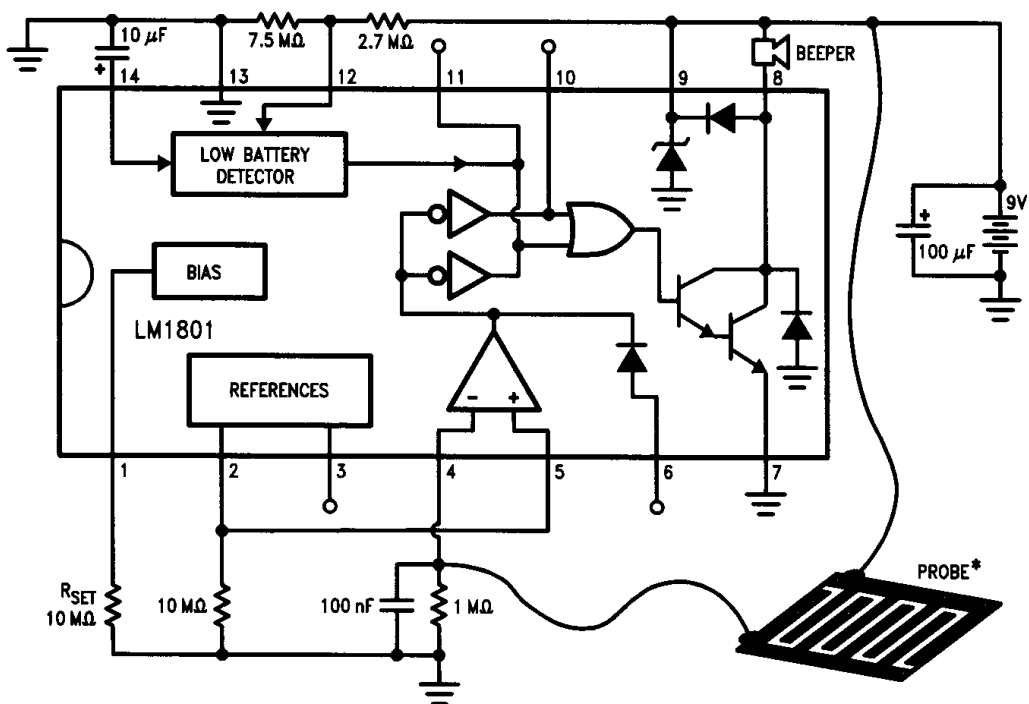 10 μF
7.5 MΩ
2.7 MΩ
BEEPER
+
14
13
12
11
10
9
8
LOW BATTERY
DETECTOR
9V
+
100 μF
BIAS
LM1801
REFERENCES
- +
1
2
3
4
5
6
7
PROBE*
RSET
10 MΩ
10 MΩ
100 nF
1 MΩ